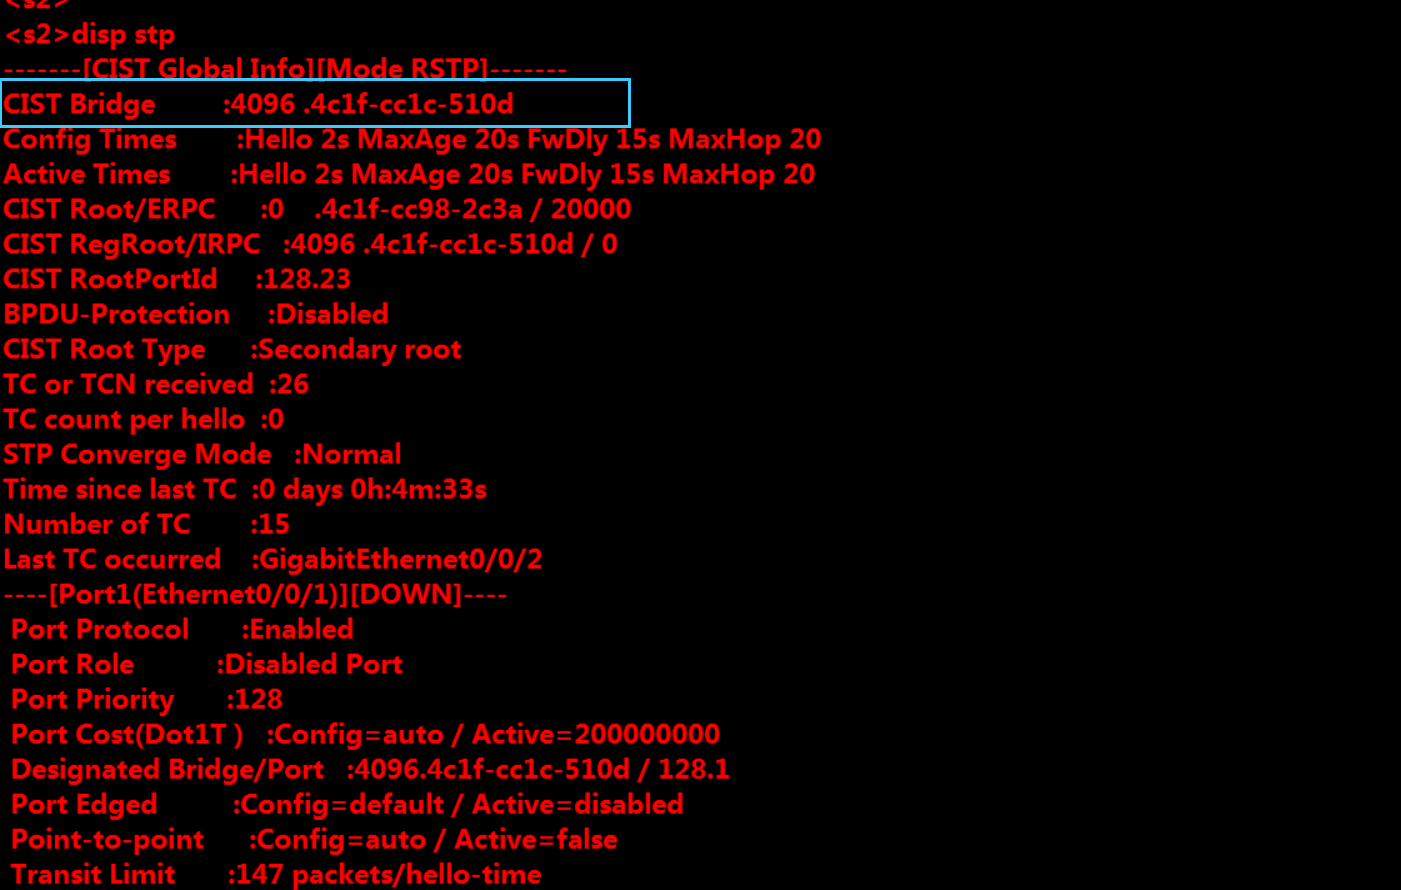 <s2>
<s2>disp stp
-------[CIST Global Info][Mode RSTP]-------
CIST Bridge         :4096 .4c1f-cc1c-510d
Config Times        :Hello 2s MaxAge 20s FwDly 15s MaxHop 20
Active Times        :Hello 2s MaxAge 20s FwDly 15s MaxHop 20
CIST Root/ERPC      :0    .4c1f-cc98-2c3a / 20000
CIST RegRoot/IRPC   :4096 .4c1f-cc1c-510d / 0
CIST RootPortId     :128.23
BPDU-Protection     :Disabled
CIST Root Type      :Secondary root
TC or TCN received  :26
TC count per hello  :0
STP Converge Mode   :Normal
Time since last TC  :0 days 0h:4m:33s
Number of TC        :15
Last TC occurred    :GigabitEthernet0/0/2
----[Port1(Ethernet0/0/1)][DOWN]----
 Port Protocol       :Enabled
 Port Role           :Disabled Port
 Port Priority       :128
 Port Cost(Dot1T )   :Config=auto / Active=200000000
 Designated Bridge/Port   :4096.4c1f-cc1c-510d / 128.1
 Port Edged          :Config=default / Active=disabled
 Point-to-point      :Config=auto / Active=false
 Transit Limit       :147 packets/hello-time